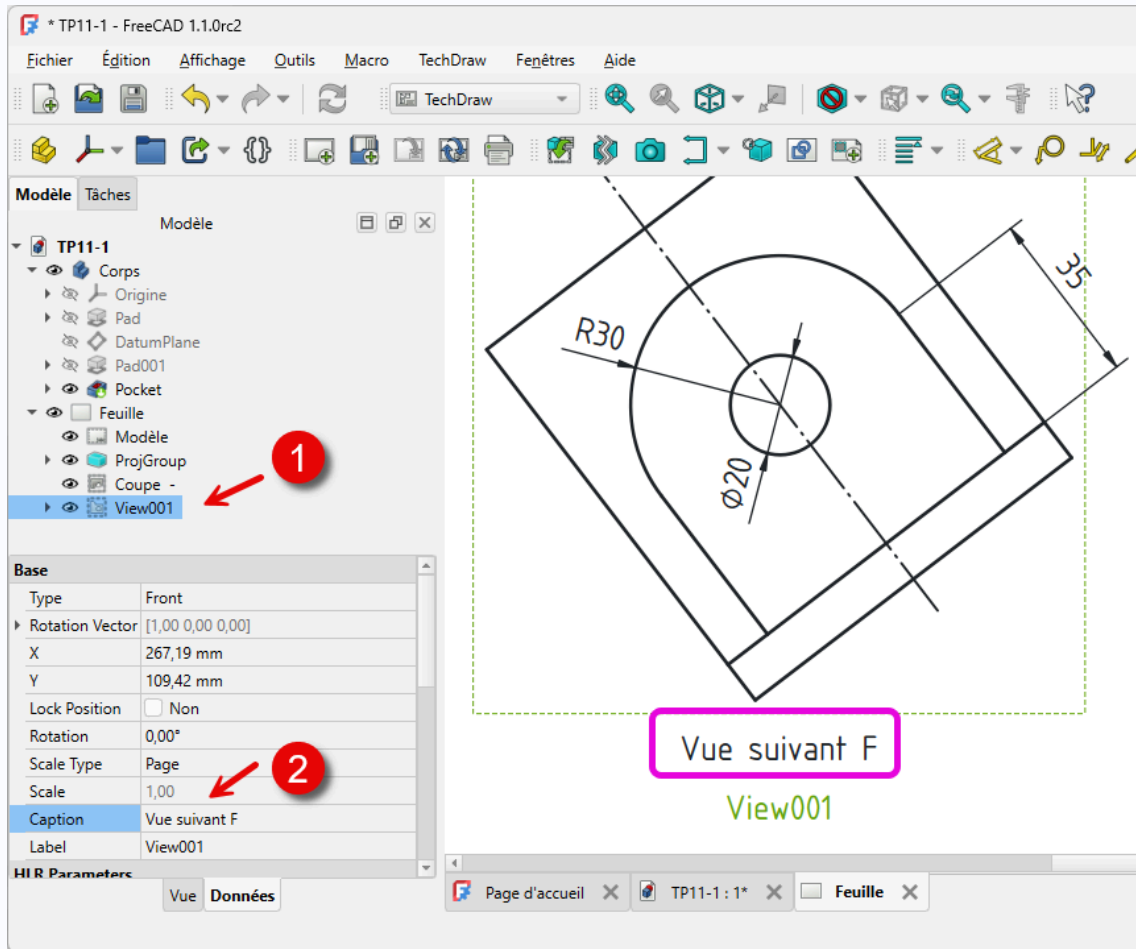 * TP11-1 - FreeCAD 1.1.0rc2
Fichier Édition Affichage Outils Macro TechDraw Fenêtres Aide
TechDraw
Modèle Tâches
Modèle
TP11-1
Corps
Origine
Pad
DatumPlane
Pad001
Pocket
Feuille
Modèle
ProjGroup
Coupe -
View001
1
Base
Type Front
Rotation Vector [1,00 0,00 0,00]
X 267,19 mm
Y 109,42 mm
Lock Position Non
Rotation 0,00°
Scale Type Page
Scale 1,00
Caption Vue suivant F
Label View001
HLR Parameters
2
Vue Données
R30
35
Φ20
Vue suivant F
View001
Page d'accueil
TP11-1 : 1*
Feuille